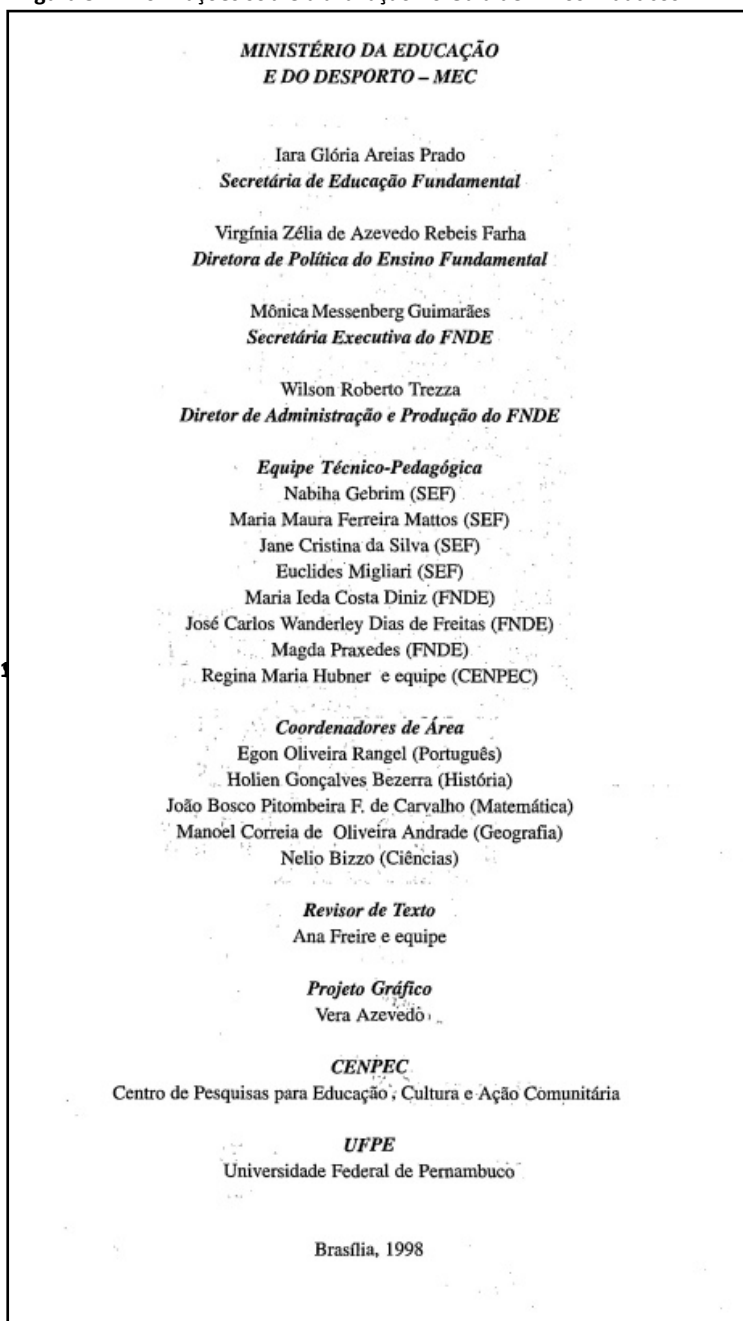 MINISTÉRIO DA EDUCAÇÃO
E DO DESPORTO – MEC
Iara Glória Areias Prado
Secretária de Educação Fundamental
Virgínia Zélia de Azevedo Rebeis Farha
Diretora de Política do Ensino Fundamental
Mônica Messenberg Guimarães
Secretária Executiva do FNDE
Wilson Roberto Trezza
Diretor de Administração e Produção do FNDE
Equipe Técnico-Pedagógica
Nabiha Gebrim (SEF)
Maria Maura Ferreira Mattos (SEF)
Jane Cristina da Silva (SEF)
Euclides Migliari (SEF)
Maria Ieda Costa Diniz (FNDE)
José Carlos Wanderley Dias de Freitas (FNDE)
Magda Praxedes (FNDE)
Regina Maria Hubner e equipe (CENPEC)
Coordenadores de Área
Egon Oliveira Rangel (Português)
Holien Gonçalves Bezerra (História)
João Bosco Pitombeira F. de Carvalho (Matemática)
Manoel Correia de Oliveira Andrade (Geografia)
Nelio Bizzo (Ciências)
Revisor de Texto
Ana Freire e equipe
Projeto Gráfico
Vera Azevedo
CENPEC
Centro de Pesquisas para Educação, Cultura e Ação Comunitária
UFPE
Universidade Federal de Pernambuco
Brasília, 1998